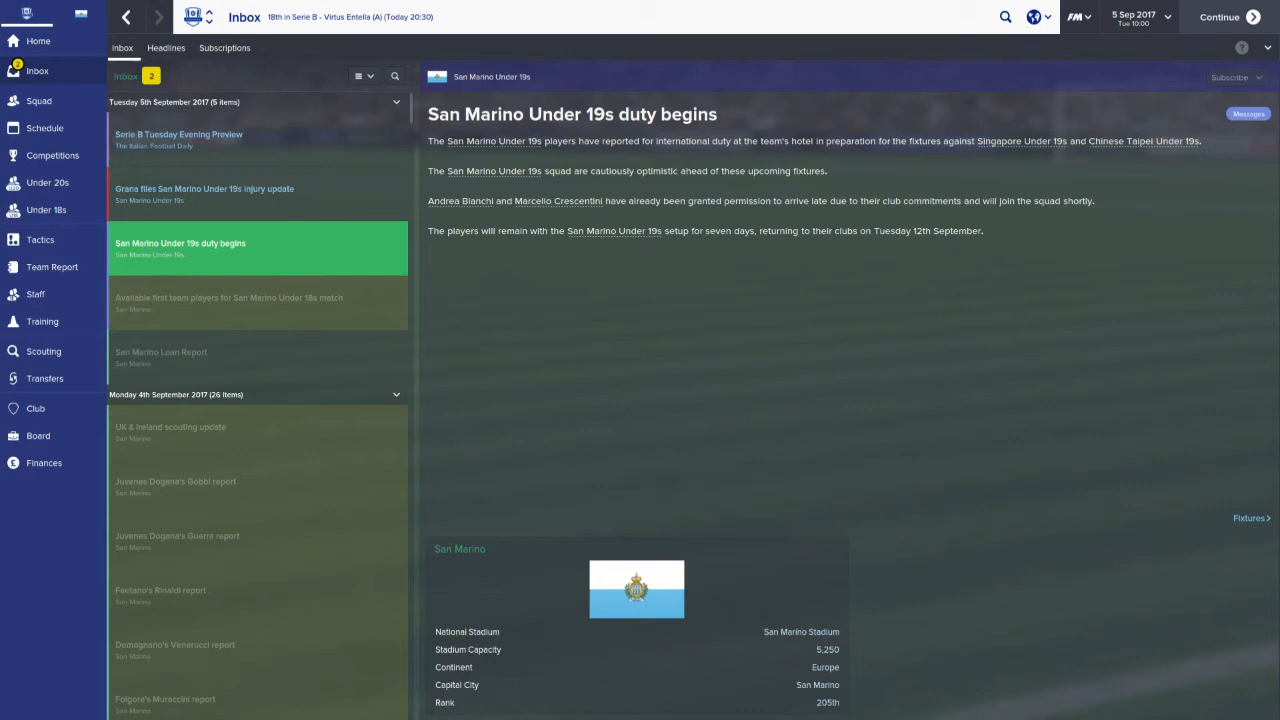 Inbox
18th in Serie B - Virtus Entella (A) (Today 20:30)
FM
5 Sep 2017
Tue 10:00
Continue
Home
2
Inbox
Squad
Schedule
Competitions
Under 20s
Under 18s
Tactics
Team Report
Staff
Training
Scouting
Transfers
Club
Board
Finances
Inbox
Headlines
Subscriptions
?
Inbox 2
Tuesday 5th September 2017 (5 items)
Serie B Tuesday Evening Preview
The Italian Football Daily
Grana files San Marino Under 19s injury update
San Marino Under 19s
San Marino Under 19s duty begins
San Marino Under 19s
Available first team players for San Marino Under 18s match
San Marino
San Marino Loan Report
San Marino
Monday 4th September 2017 (26 items)
UK & Ireland scouting update
San Marino
Juvenes Dogana's Gobbi report
San Marino
Juvenes Dogana's Guerra report
San Marino
Faetano's Rinaldi report
San Marino
Domagnano's Venerucci report
San Marino
Folgore's Muraccini report
San Marino
San Marino Under 19s
Subscribe
San Marino Under 19s duty begins
Messages
The San Marino Under 19s players have reported for international duty at the team's hotel in preparation for the fixtures against Singapore Under 19s and Chinese Taipei Under 19s.
The San Marino Under 19s squad are cautiously optimistic ahead of these upcoming fixtures.
Andrea Bianchi and Marcello Crescentini have already been granted permission to arrive late due to their club commitments and will join the squad shortly.
The players will remain with the San Marino Under 19s setup for seven days, returning to their clubs on Tuesday 12th September.
Fixtures
San Marino
National Stadium San Marino Stadium
Stadium Capacity 5,250
Continent Europe
Capital City San Marino
Rank 205th